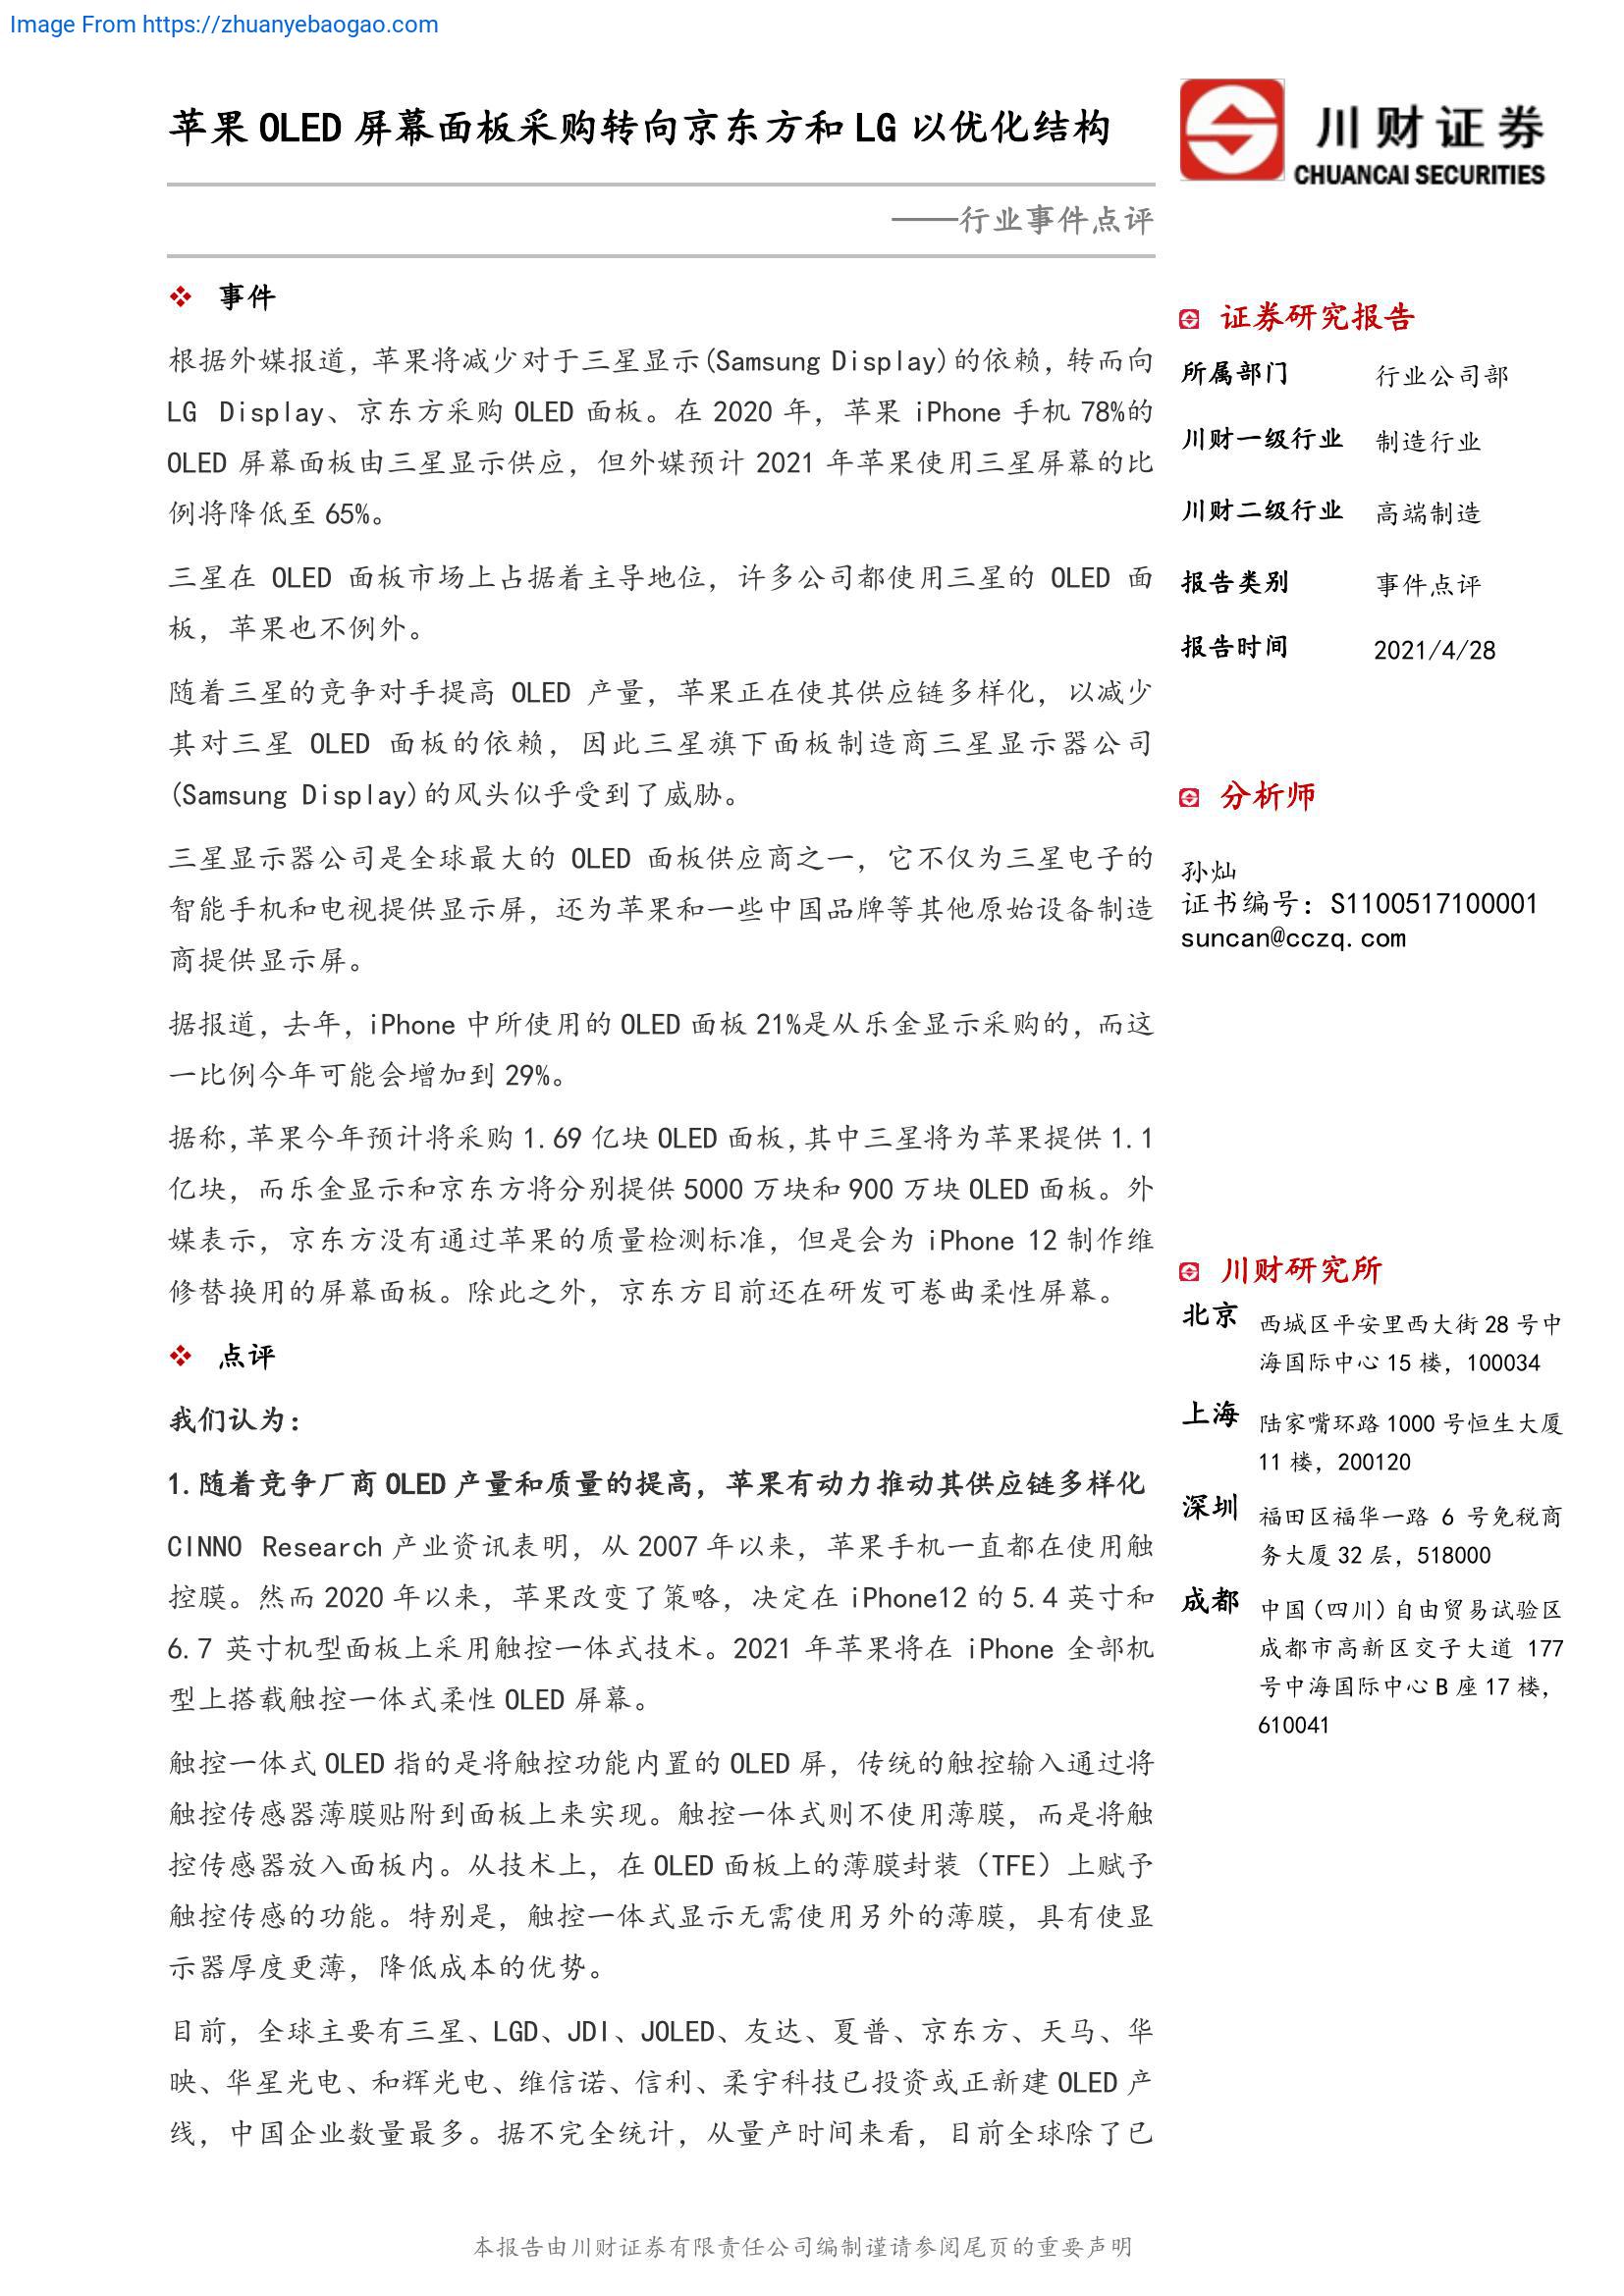 Image From https://zhuanyebaogao.com
苹果 OLED 屏幕面板采购转向京东方和 LG 以优化结构
——行业事件点评
川财证券
CHUANCAI SECURITIES
❖ 事件
根据外媒报道，苹果将减少对于三星显示(Samsung Display)的依赖，转而向
LG Display、京东方采购 OLED 面板。在 2020 年，苹果 iPhone 手机 78%的
OLED 屏幕面板由三星显示供应，但外媒预计 2021 年苹果使用三星屏幕的比
例将降低至 65%。
三星在 OLED 面板市场上占据着主导地位，许多公司都使用三星的 OLED 面
板，苹果也不例外。
随着三星的竞争对手提高 OLED 产量，苹果正在使其供应链多样化，以减少
其对三星 OLED 面板的依赖，因此三星旗下面板制造商三星显示器公司
(Samsung Display)的风头似乎受到了威胁。
三星显示器公司是全球最大的 OLED 面板供应商之一，它不仅为三星电子的
智能手机和电视提供显示屏，还为苹果和一些中国品牌等其他原始设备制造
商提供显示屏。
据报道，去年，iPhone 中所使用的 OLED 面板 21%是从乐金显示采购的，而这
一比例今年可能会增加到 29%。
据称，苹果今年预计将采购 1.69 亿块 OLED 面板，其中三星将为苹果提供 1.1
亿块，而乐金显示和京东方将分别提供 5000 万块和 900 万块 OLED 面板。外
媒表示，京东方没有通过苹果的质量检测标准，但是会为 iPhone 12 制作维
修替换用的屏幕面板。除此之外，京东方目前还在研发可卷曲柔性屏幕。
❖ 点评
我们认为：
1.随着竞争厂商 OLED 产量和质量的提高，苹果有动力推动其供应链多样化
CINNO Research 产业资讯表明，从 2007 年以来，苹果手机一直都在使用触
控膜。然而 2020 年以来，苹果改变了策略，决定在 iPhone12 的 5.4 英寸和
6.7 英寸机型面板上采用触控一体式技术。2021 年苹果将在 iPhone 全部机
型上搭载触控一体式柔性 OLED 屏幕。
触控一体式 OLED 指的是将触控功能内置的 OLED 屏，传统的触控输入通过将
触控传感器薄膜贴附到面板上来实现。触控一体式则不使用薄膜，而是将触
控传感器放入面板内。从技术上，在 OLED 面板上的薄膜封装（TFE）上赋予
触控传感的功能。特别是，触控一体式显示无需使用另外的薄膜，具有使显
示器厚度更薄，降低成本的优势。
目前，全球主要有三星、LGD、JDI、JOLED、友达、夏普、京东方、天马、华
映、华星光电、和辉光电、维信诺、信利、柔宇科技已投资或正新建 OLED 产
线，中国企业数量最多。据不完全统计，从量产时间来看，目前全球除了已
证券研究报告
所属部门 行业公司部
川财一级行业 制造行业
川财二级行业 高端制造
报告类别 事件点评
报告时间 2021/4/28
分析师
孙灿
证书编号：S1100517100001
suncan@cczq.com
川财研究所
北京 西城区平安里西大街 28 号中
海国际中心 15 楼，100034
上海 陆家嘴环路 1000 号恒生大厦
11 楼，200120
深圳 福田区福华一路 6 号免税商
务大厦 32 层，518000
成都 中国（四川）自由贸易试验区
成都市高新区交子大道 177
号中海国际中心 B 座 17 楼，
610041
本报告由川财证券有限责任公司编制谨请参阅尾页的重要声明